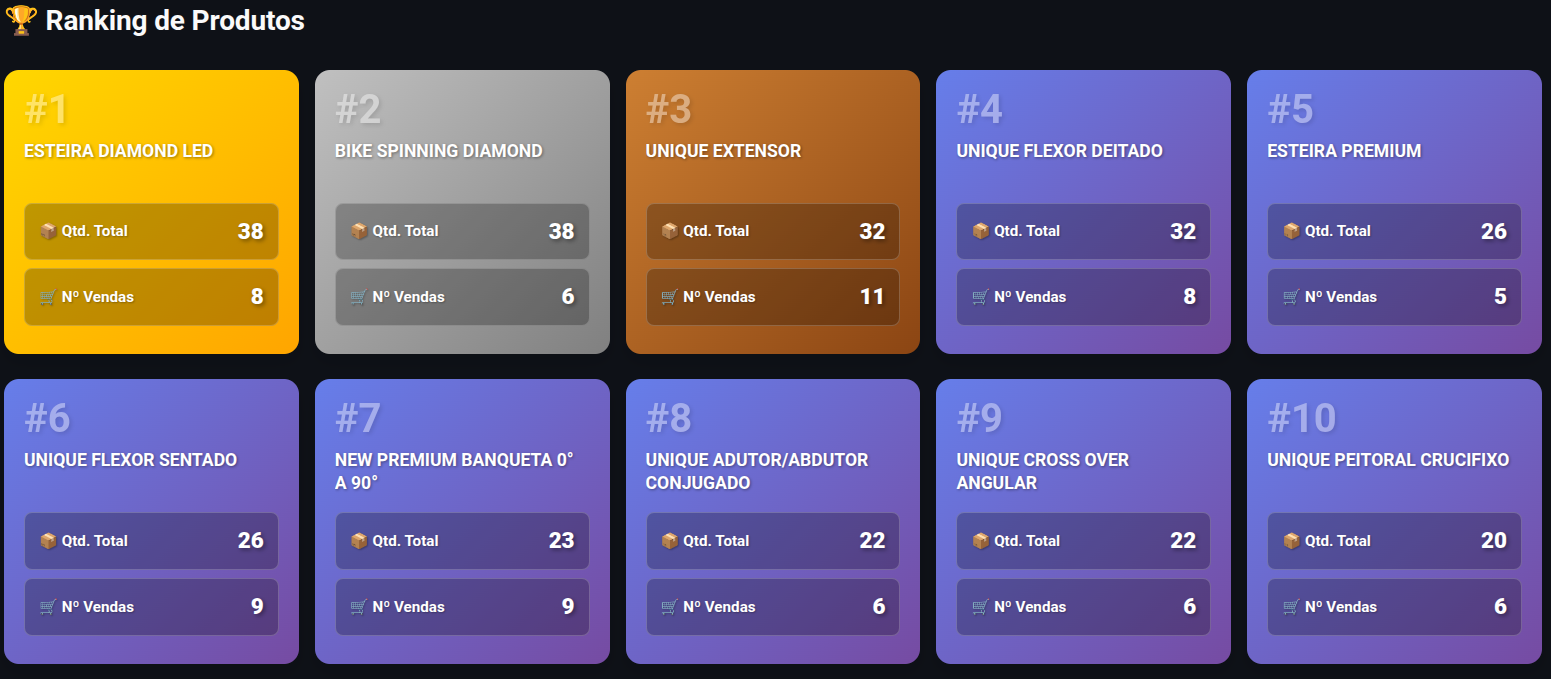 🏆 Ranking de Produtos
#1
ESTEIRA DIAMOND LED
📦 Qtd. Total 38
🛒 Nº Vendas 8
#2
BIKE SPINNING DIAMOND
📦 Qtd. Total 38
🛒 Nº Vendas 6
#3
UNIQUE EXTENSOR
📦 Qtd. Total 32
🛒 Nº Vendas 11
#4
UNIQUE FLEXOR DEITADO
📦 Qtd. Total 32
🛒 Nº Vendas 8
#5
ESTEIRA PREMIUM
📦 Qtd. Total 26
🛒 Nº Vendas 5
#6
UNIQUE FLEXOR SENTADO
📦 Qtd. Total 26
🛒 Nº Vendas 9
#7
NEW PREMIUM BANQUETA 0°
A 90°
📦 Qtd. Total 23
🛒 Nº Vendas 9
#8
UNIQUE ADUTOR/ABDUTOR
CONJUGADO
📦 Qtd. Total 22
🛒 Nº Vendas 6
#9
UNIQUE CROSS OVER
ANGULAR
📦 Qtd. Total 22
🛒 Nº Vendas 6
#10
UNIQUE PEITORAL CRUCIFIXO
📦 Qtd. Total 20
🛒 Nº Vendas 6